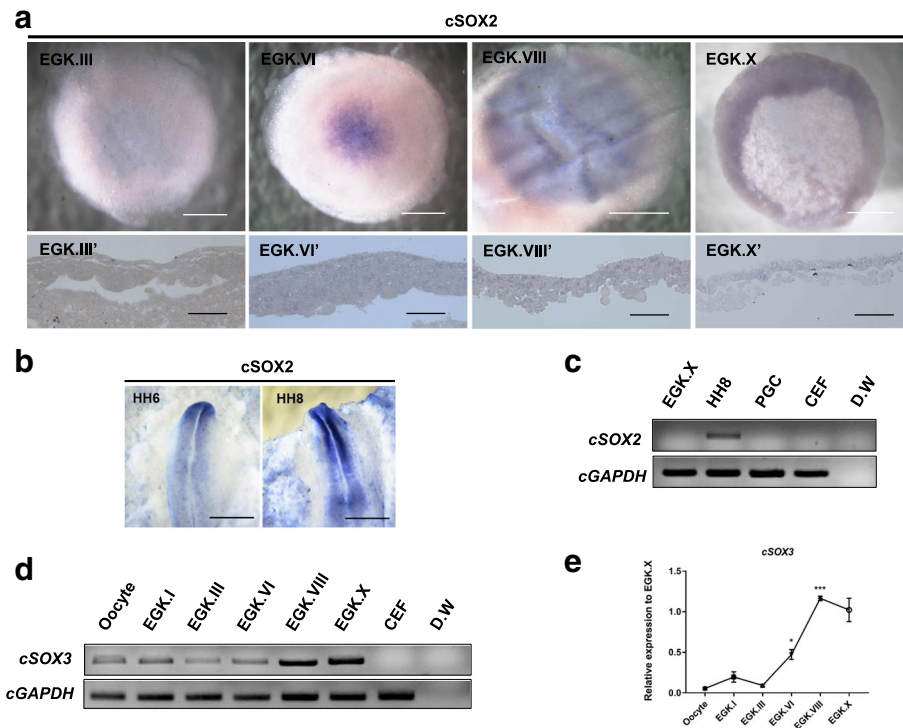 a
cSOX2
EGK.III
EGK.VI
EGK.VIII
EGK.X
EGK.III'
EGK.VI'
EGK.VIII'
EGK.X'
b
cSOX2
HH6
HH8
c
EGK.X
HH8
PGC
CEF
D.W
cSOX2
cGAPDH
d
Oocyte
EGK.I
EGK.III
EGK.VI
EGK.VIII
EGK.X
CEF
D.W
cSOX3
cGAPDH
e
cSOX3
Relative expression to EGK.X
1.5
1.0
0.5
0.0
*
***
Oocyte
EGK.I
EGK.III
EGK.VI
EGK.VIII
EGK.X